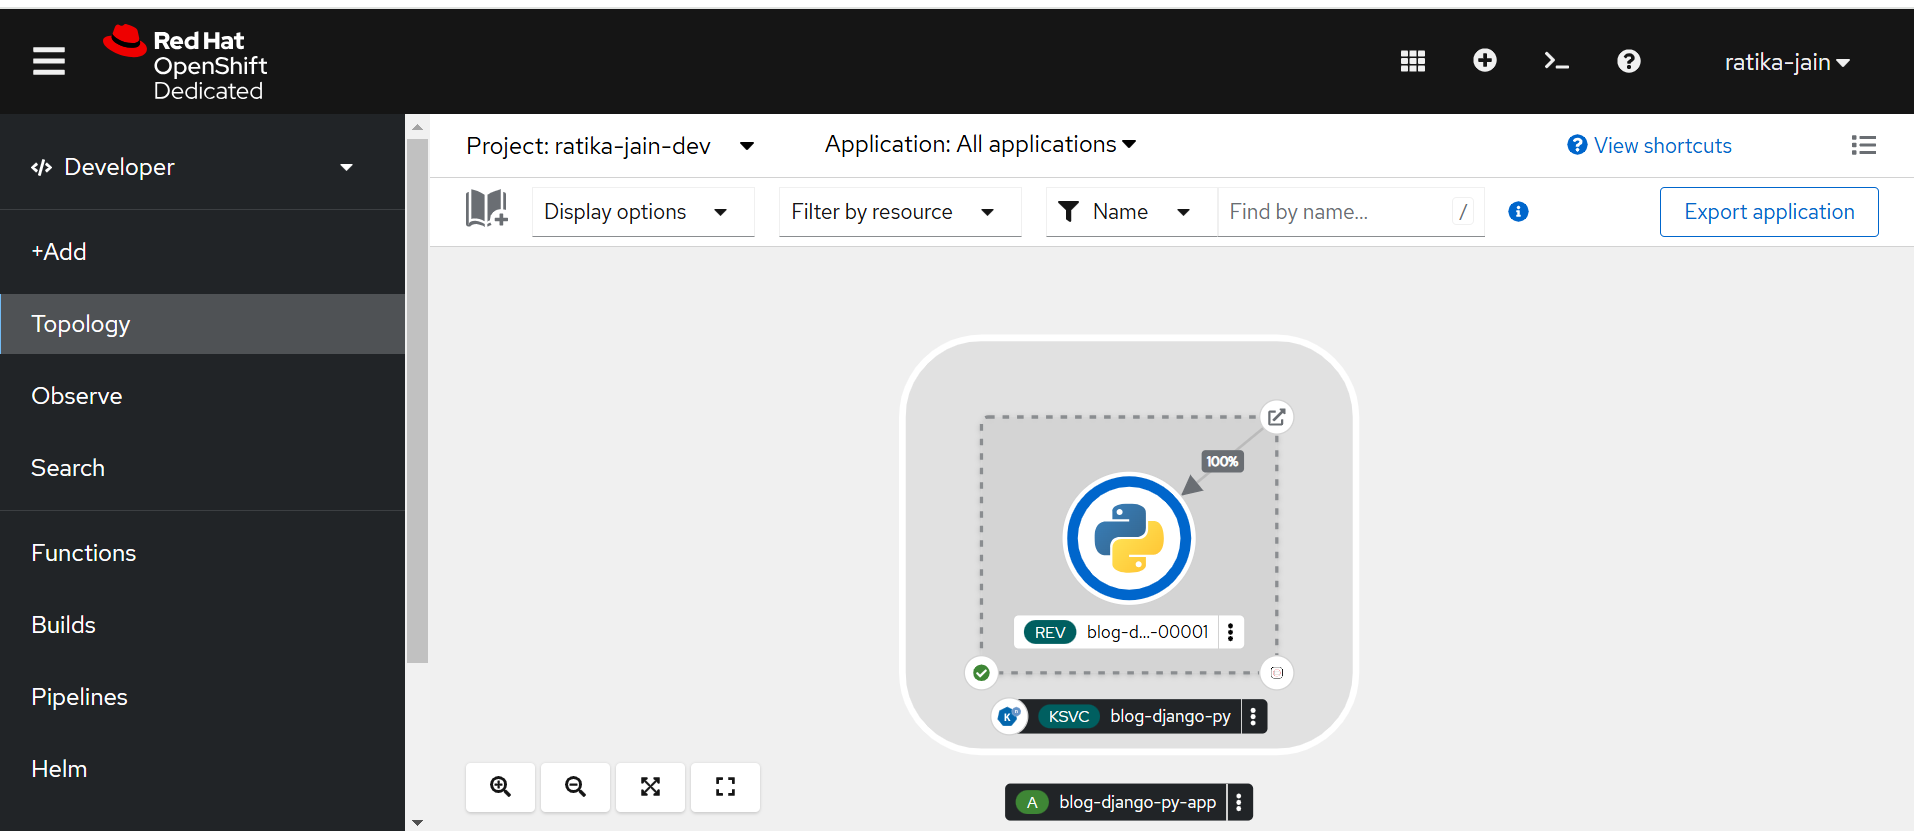 Red Hat
OpenShift
Dedicated
ratika-jain
Developer
+Add
Topology
Observe
Search
Functions
Builds
Pipelines
Helm
Project: ratika-jain-dev
Application: All applications
View shortcuts
Display options
Filter by resource
Name
Find by name...
/
Export application
100%
REV blog-d...-00001
KSVC blog-django-py
A blog-django-py-app